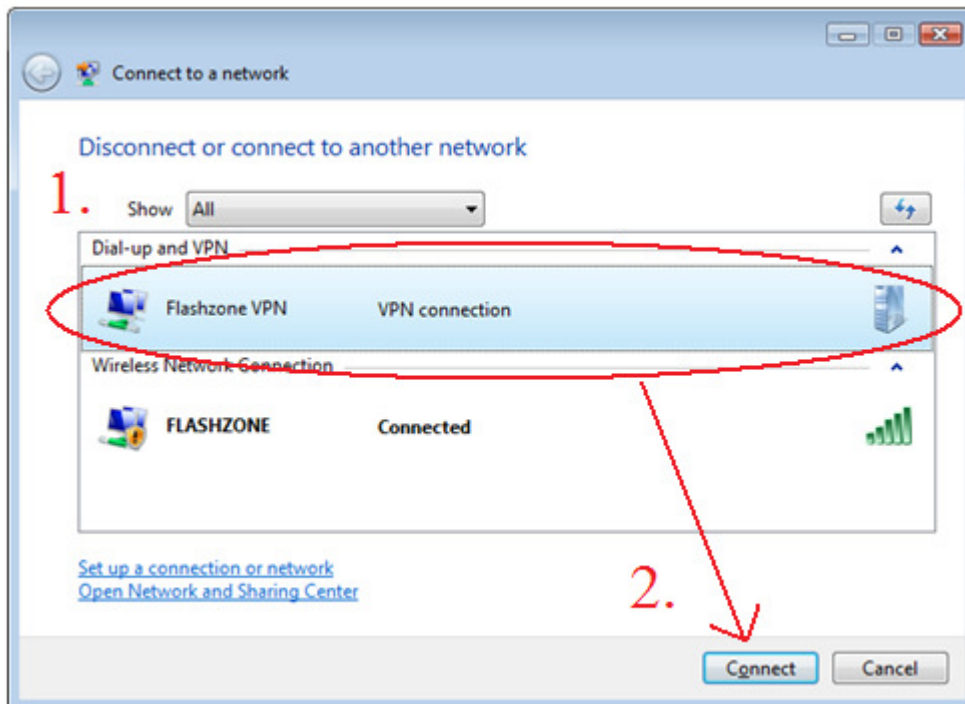 Connect to a network
Disconnect or connect to another network
1.
Show All
Dial-up and VPN
Flashzone VPN VPN connection
Wireless Network Connection
FLASHZONE Connected
Set up a connection or network
Open Network and Sharing Center
2.
Connect Cancel